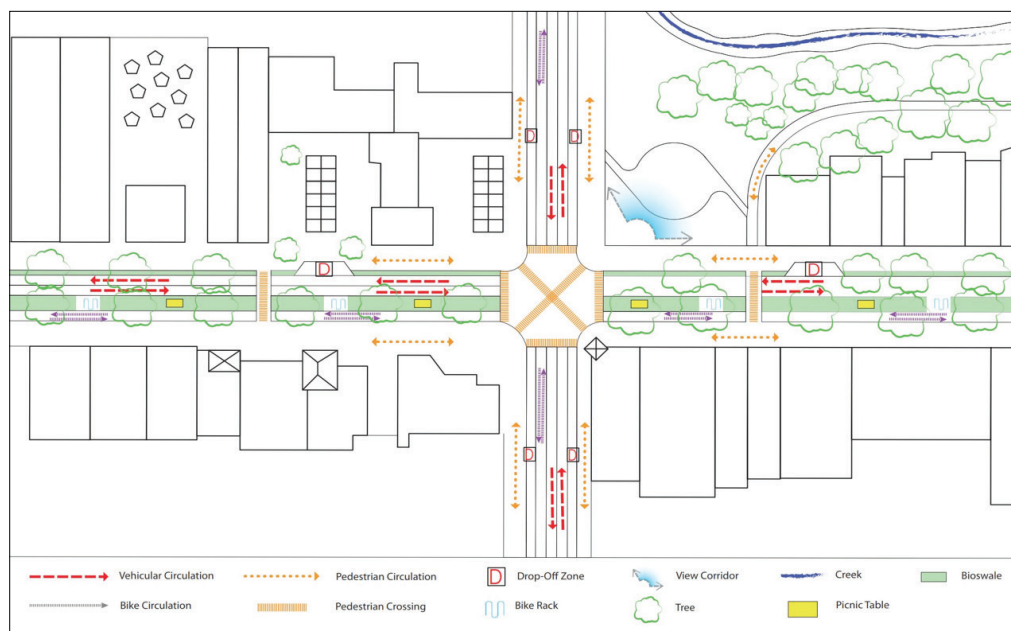 D D
D D
D D
Vehicular Circulation Pedestrian Circulation D Drop-Off Zone View Corridor Creek Bioswale
Bike Circulation Pedestrian Crossing Bike Rack Tree Picnic Table